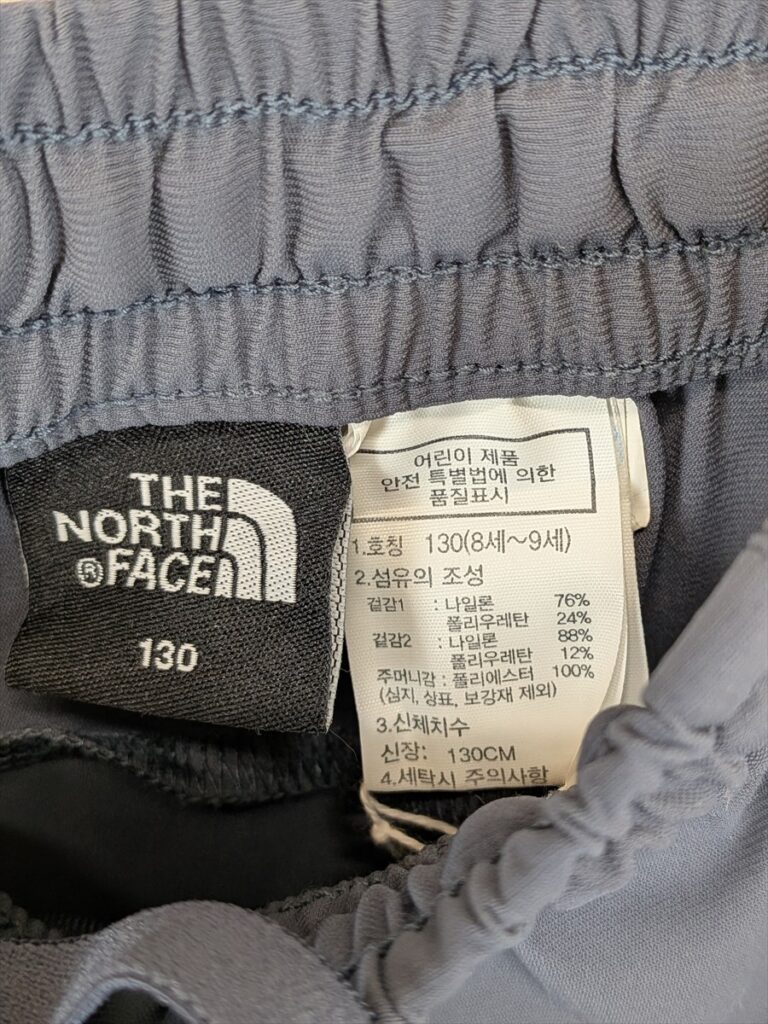 THE
NORTH
®FACE
130
어린이 제품
안전 특별법에 의한
품질표시
1.호칭 130(8세~9세)
2.섬유의 조성
겉감1 : 나일론 76%
폴리우레탄 24%
겉감2 : 나일론 88%
폴리우레탄 12%
주머니감 : 폴리에스터 100%
(심지, 상표, 보강재 제외)
3.신체치수
신장: 130CM
4.세탁시 주의사항